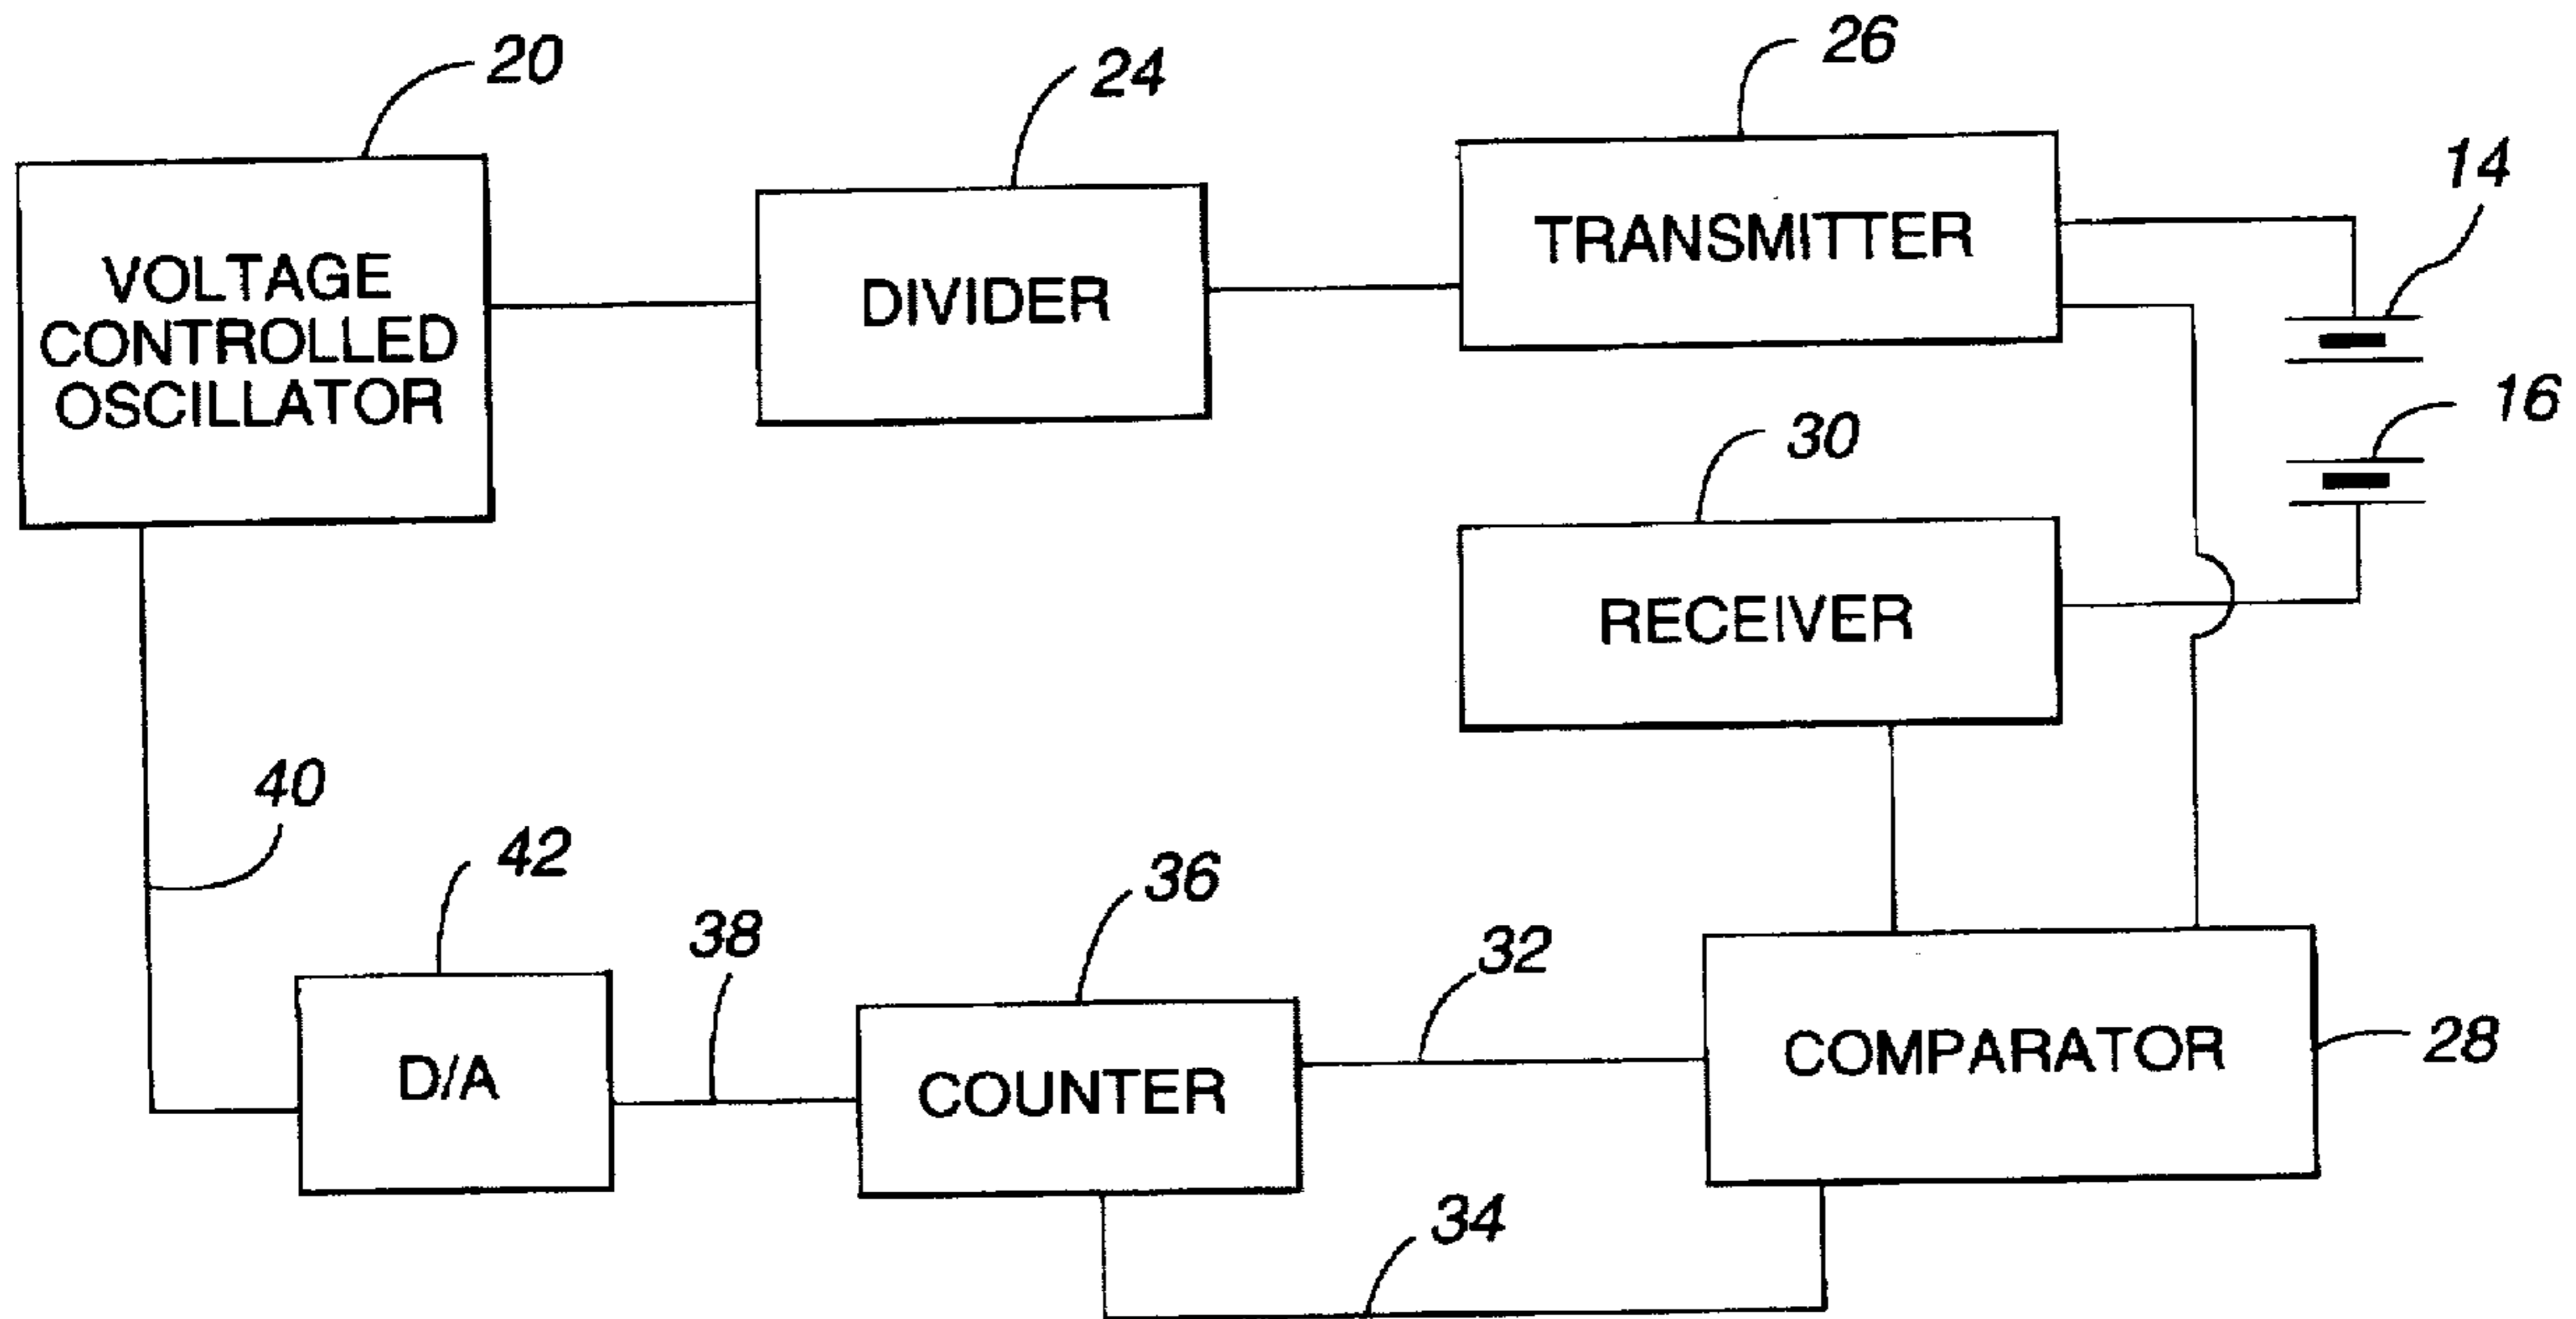 20
24
26
14
VOLTAGE
CONTROLLED
OSCILLATOR
DIVIDER
TRANSMITTER
16
30
RECEIVER
40
42
38
36
32
D/A
COUNTER
COMPARATOR
28
34